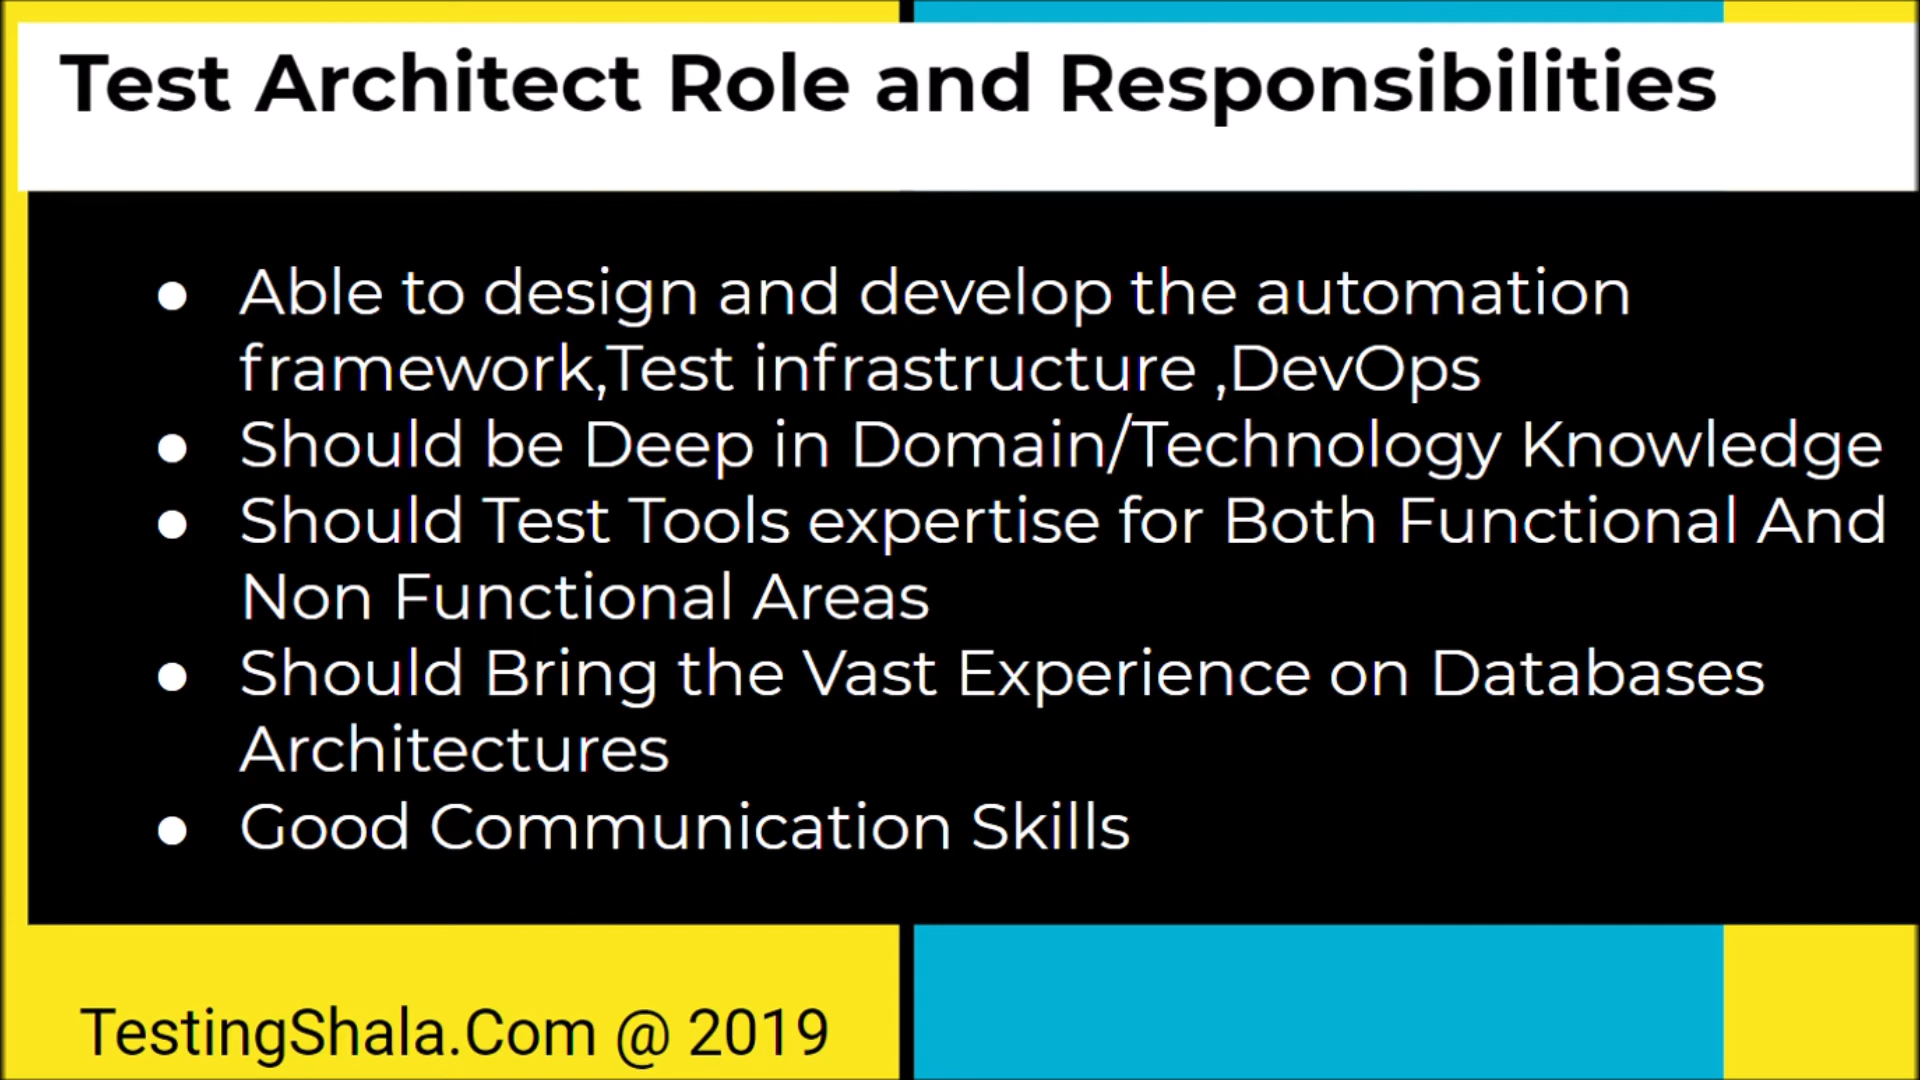 Test Architect Role and Responsibilities
● Able to design and develop the automation
framework,Test infrastructure ,DevOps
● Should be Deep in Domain/Technology Knowledge
● Should Test Tools expertise for Both Functional And
Non Functional Areas
● Should Bring the Vast Experience on Databases
Architectures
● Good Communication Skills
TestingShala.Com @ 2019